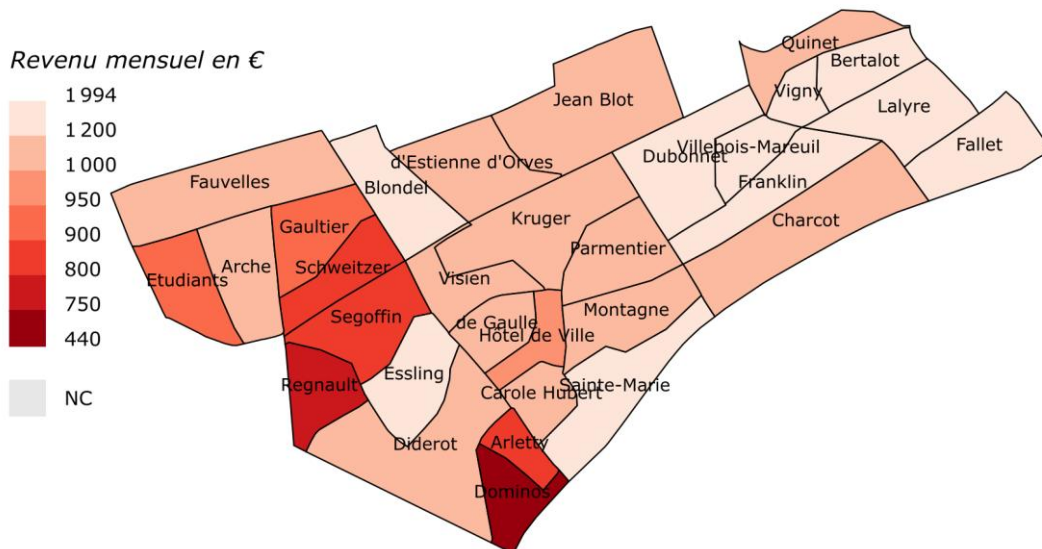 Revenu mensuel en €
1 994
1 200
1 000
950
900
800
750
440
NC
Quinet
Bertalot
Vigny
Jean Blot
Lalyre
Villebois-Mareuil
Dubonnet
Fallet
d'Estienne d'Orves
Fauvelles
Blondel
Franklin
Kruger
Charcot
Gaultier
Parmentier
Schweitzer
Arche
Etudiants
Visien
Montagne
Segoffin
de Gaulle
Hôtel de Ville
Essling
Regnault
Carole Hubert
Sainte-Marie
Diderot
Arletty
Dominos